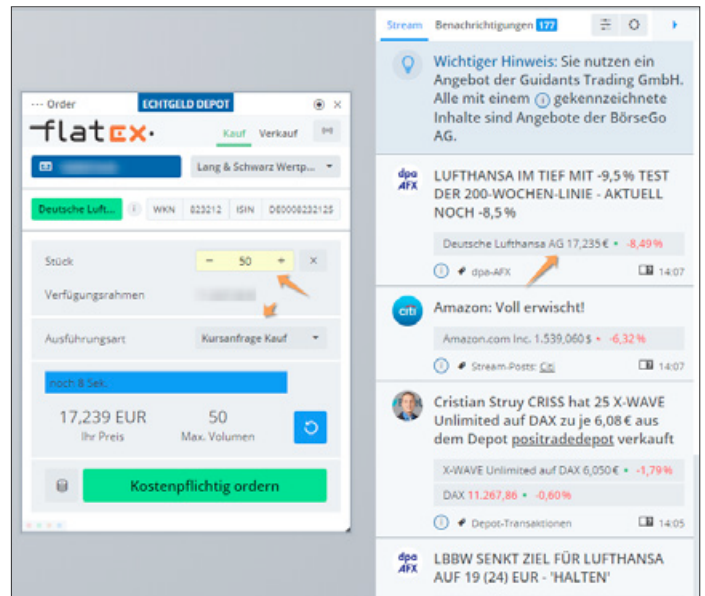 --- Order
ECHTGELD DEPOT
flatex
Kauf
Verkauf
Lang & Schwarz Wertp...
Deutsche Luft...
WKN
823212
ISIN
DE0008232125
Stück
−
50
+
×
Verfügungsrahmen
Ausführungsart
Kursanfrage Kauf
noch 8 Sek.
17,239 EUR
50
Ihr Preis
Max. Volumen
Kostenpflichtig ordern
Stream
Benachrichtigungen 177
Wichtiger Hinweis: Sie nutzen ein
Angebot der Guidants Trading GmbH.
Alle mit einem ⓘ gekennzeichnete
Inhalte sind Angebote der BörseGo
AG.
dpa
AFX
LUFTHANSA IM TIEF MIT -9,5 % TEST
DER 200-WOCHEN-LINIE - AKTUELL
NOCH -8,5 %
Deutsche Lufthansa AG 17,235 € • -8,49 %
dpa-AFX
14:07
citi
Amazon: Voll erwischt!
Amazon.com Inc. 1.539,060 $ • -6,32 %
Stream-Posts: Citi
14:07
Cristian Struy CRISS hat 25 X-WAVE
Unlimited auf DAX zu je 6,08 € aus
dem Depot positradedepot verkauft
X-WAVE Unlimited auf DAX 6,050 € • -1,79 %
DAX 11.267,86 • -0,60 %
Depot-Transaktionen
14:05
dpa
AFX
LBBW SENKT ZIEL FÜR LUFTHANSA
AUF 19 (24) EUR - 'HALTEN'